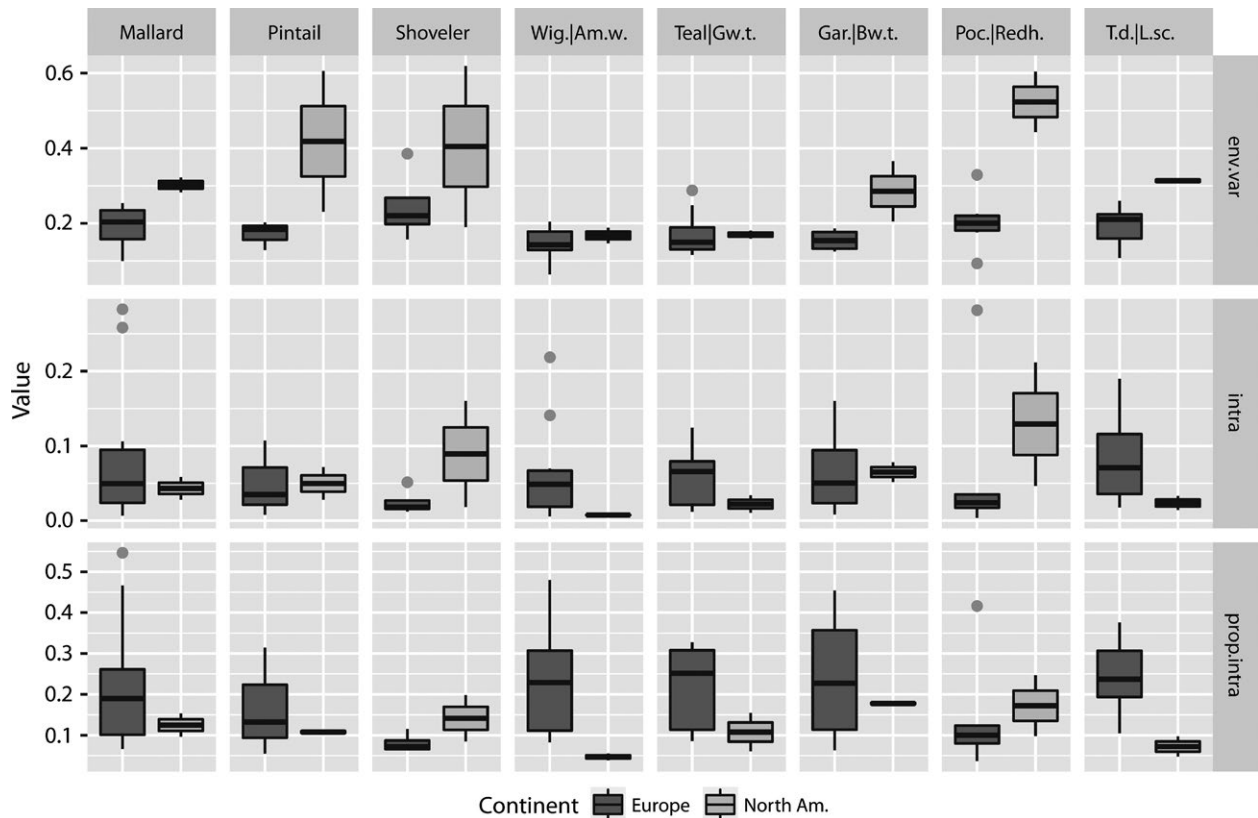 Mallard Pintail Shoveler Wig.|Am.w. Teal|Gw.t. Gar.|Bw.t. Poc.|Redh. T.d.|L.sc.
0.6
0.4
0.2
env.var
Value
0.2
0.1
0.0
intra
0.5
0.4
0.3
0.2
0.1
prop.intra
Continent Europe North Am.